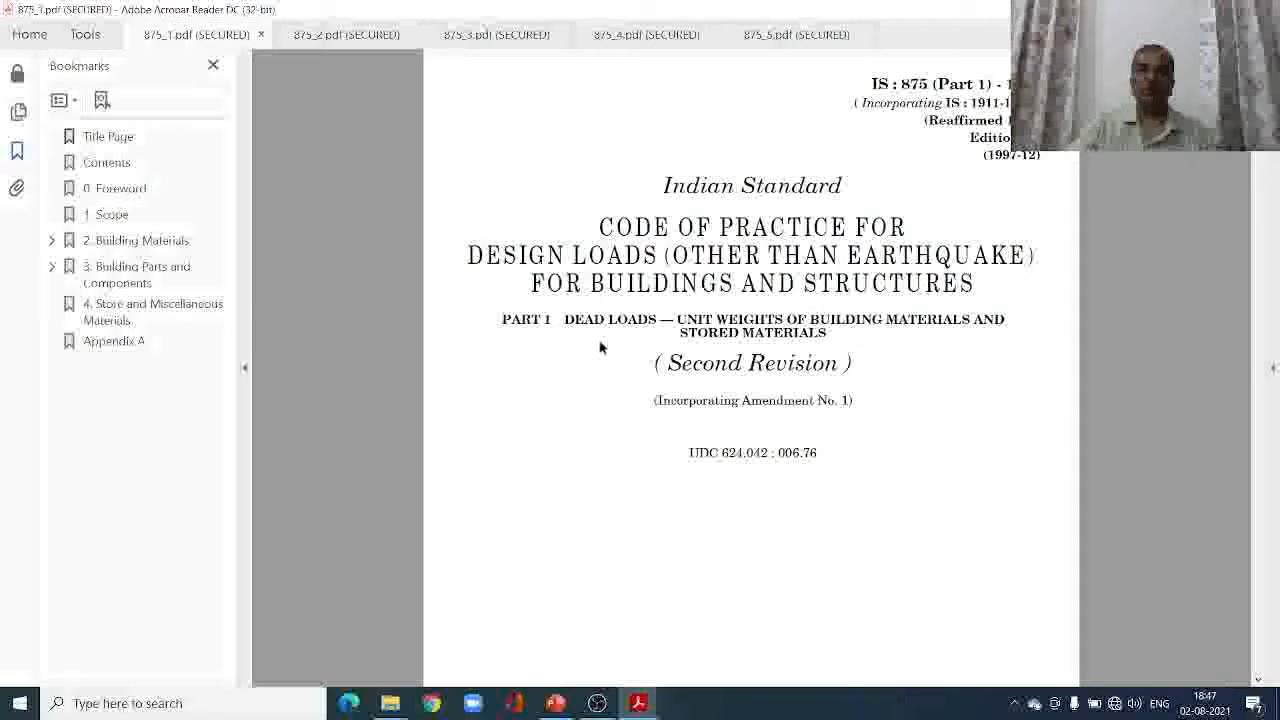 875_1.pdf (SECURED) - Adobe Acrobat Reader DC (32-bit)
Home Tools 875_1.pdf (SECURED) × 875_2.pdf (SECURED) 875_3.pdf (SECURED) 875_4.pdf (SECURED) 875_5.pdf (SECURED)
Bookmarks
Title Page
Contents
0. Foreword
1. Scope
2. Building Materials
3. Building Parts and
Components
4. Store and Miscellaneous
Materials
Appendix A
IS : 875 (Part 1) -
( Incorporating IS : 1911-
(Reaffirmed
(1997-12)
Indian Standard
CODE OF PRACTICE FOR
DESIGN LOADS (OTHER THAN EARTHQUAKE)
FOR BUILDINGS AND STRUCTURES
PART 1 DEAD LOADS — UNIT WEIGHTS OF BUILDING MATERIALS AND
STORED MATERIALS
( Second Revision )
(Incorporating Amendment No. 1)
UDC 624.042 : 006.76
Type here to search
ENG
18:47
02-08-2021